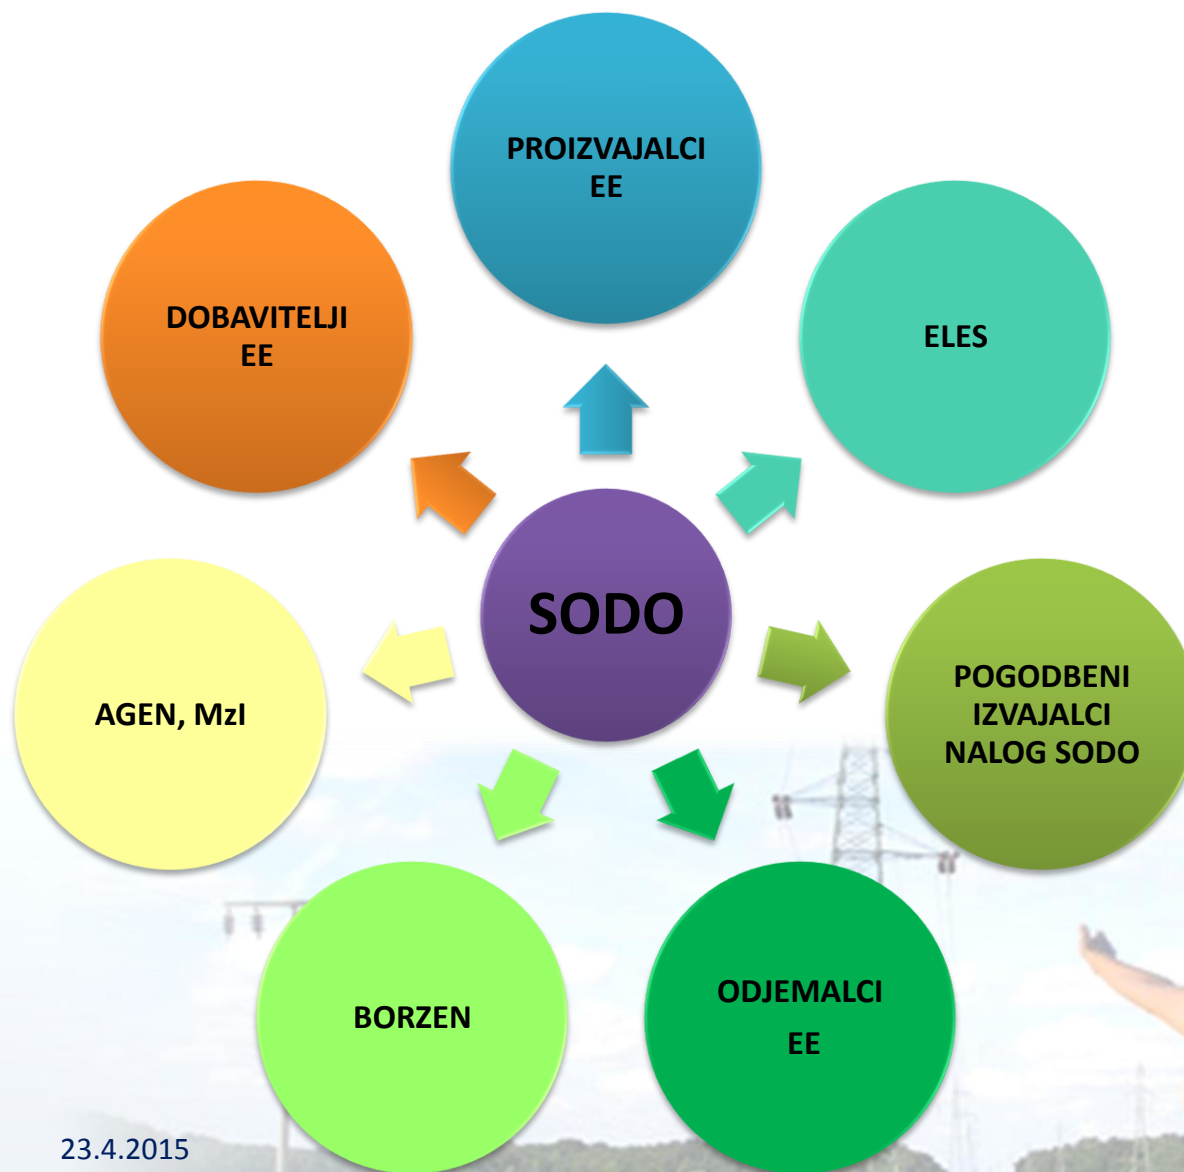 PROIZVAJALCI
EE
DOBAVITELJI
EE
ELES
SODO
AGEN, MzI
POGODBENI
IZVAJALCI
NALOG SODO
BORZEN
ODJEMALCI
EE
23.4.2015